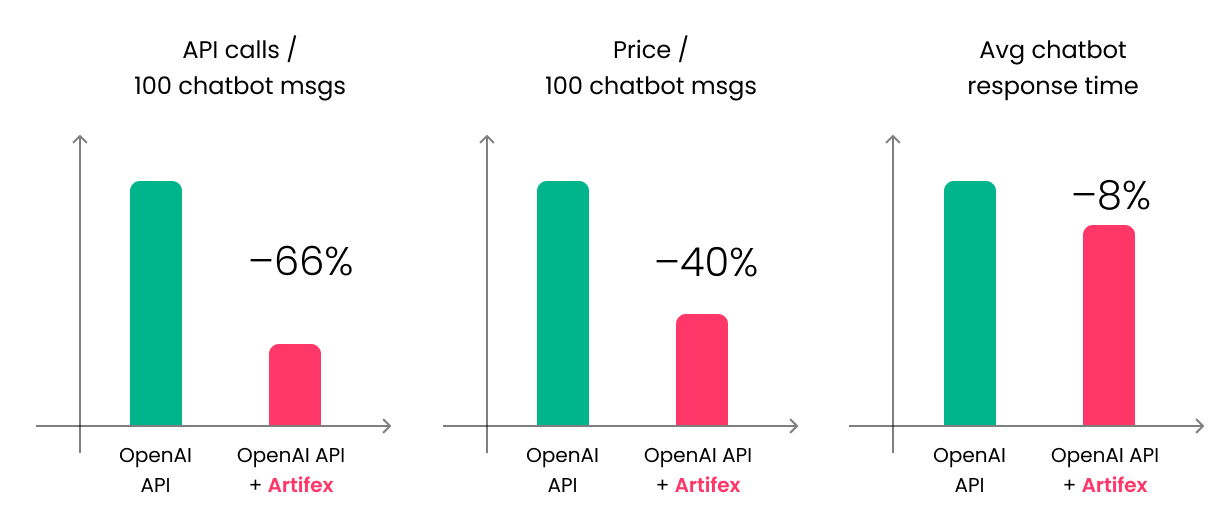 API calls /
100 chatbot msgs
−66%
OpenAI
API
OpenAI API
+ Artifex
Price /
100 chatbot msgs
−40%
OpenAI
API
OpenAI API
+ Artifex
Avg chatbot
response time
−8%
OpenAI
API
OpenAI API
+ Artifex